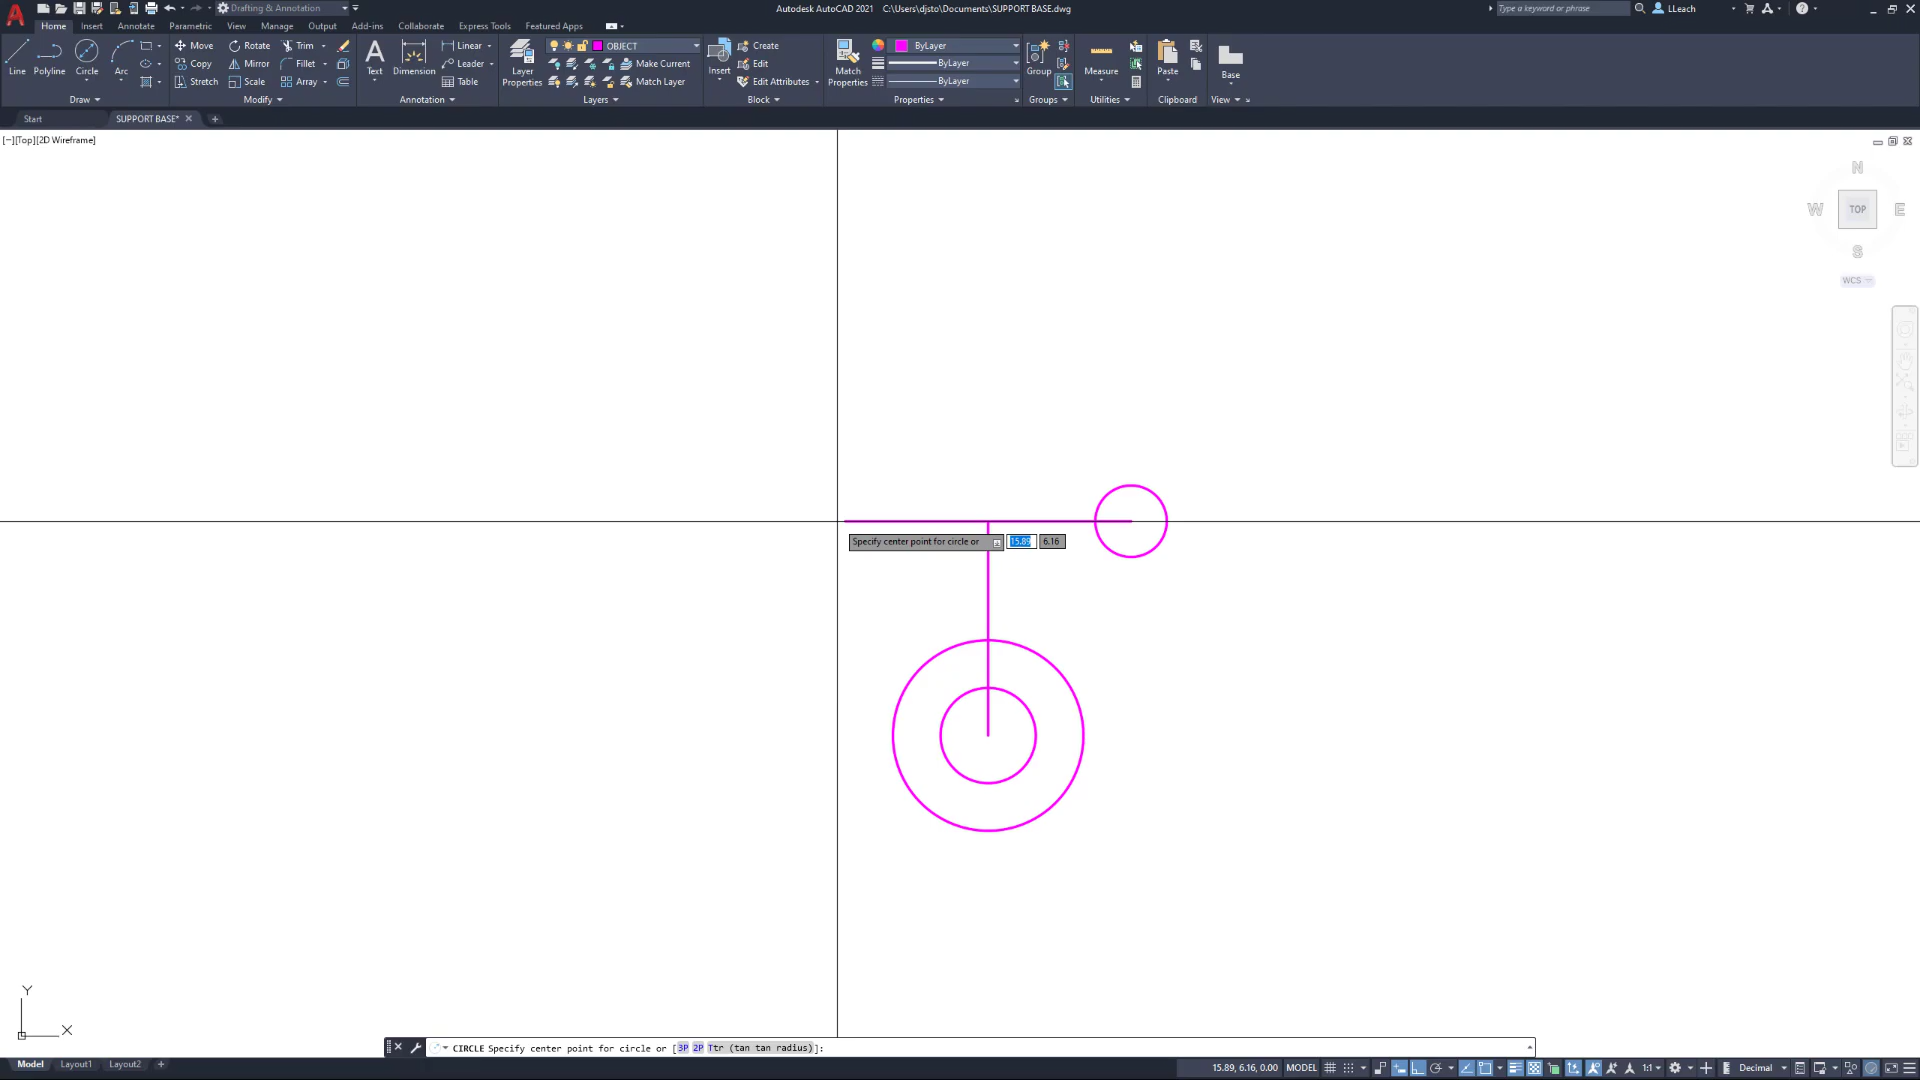 Drafting & Annotation
Autodesk AutoCAD 2021 C:\Users\djsto\Documents\SUPPORT BASE.dwg
Type a keyword or phrase
LLeach
Home Insert Annotate Parametric View Manage Output Add-ins Collaborate Express Tools Featured Apps
Line Polyline Circle Arc
Move Rotate Trim
Copy Mirror Fillet
Stretch Scale Array
Text Dimension
Linear
Leader
Table
Layer Properties
OBJECT
Make Current
Match Layer
Insert
Create
Edit
Edit Attributes
Match Properties
ByLayer
ByLayer
ByLayer
Group
Measure
Paste
Base
Draw Modify Annotation Layers Block Properties Groups Utilities Clipboard View
Start SUPPORT BASE*
[−][Top][2D Wireframe]
N
W TOP E
S
WCS
Specify center point for circle or 15.89 6.16
Y
X
CIRCLE Specify center point for circle or [3P 2P Ttr (tan tan radius)]:
Model Layout1 Layout2
15.89, 6.16, 0.00 MODEL 1:1 Decimal